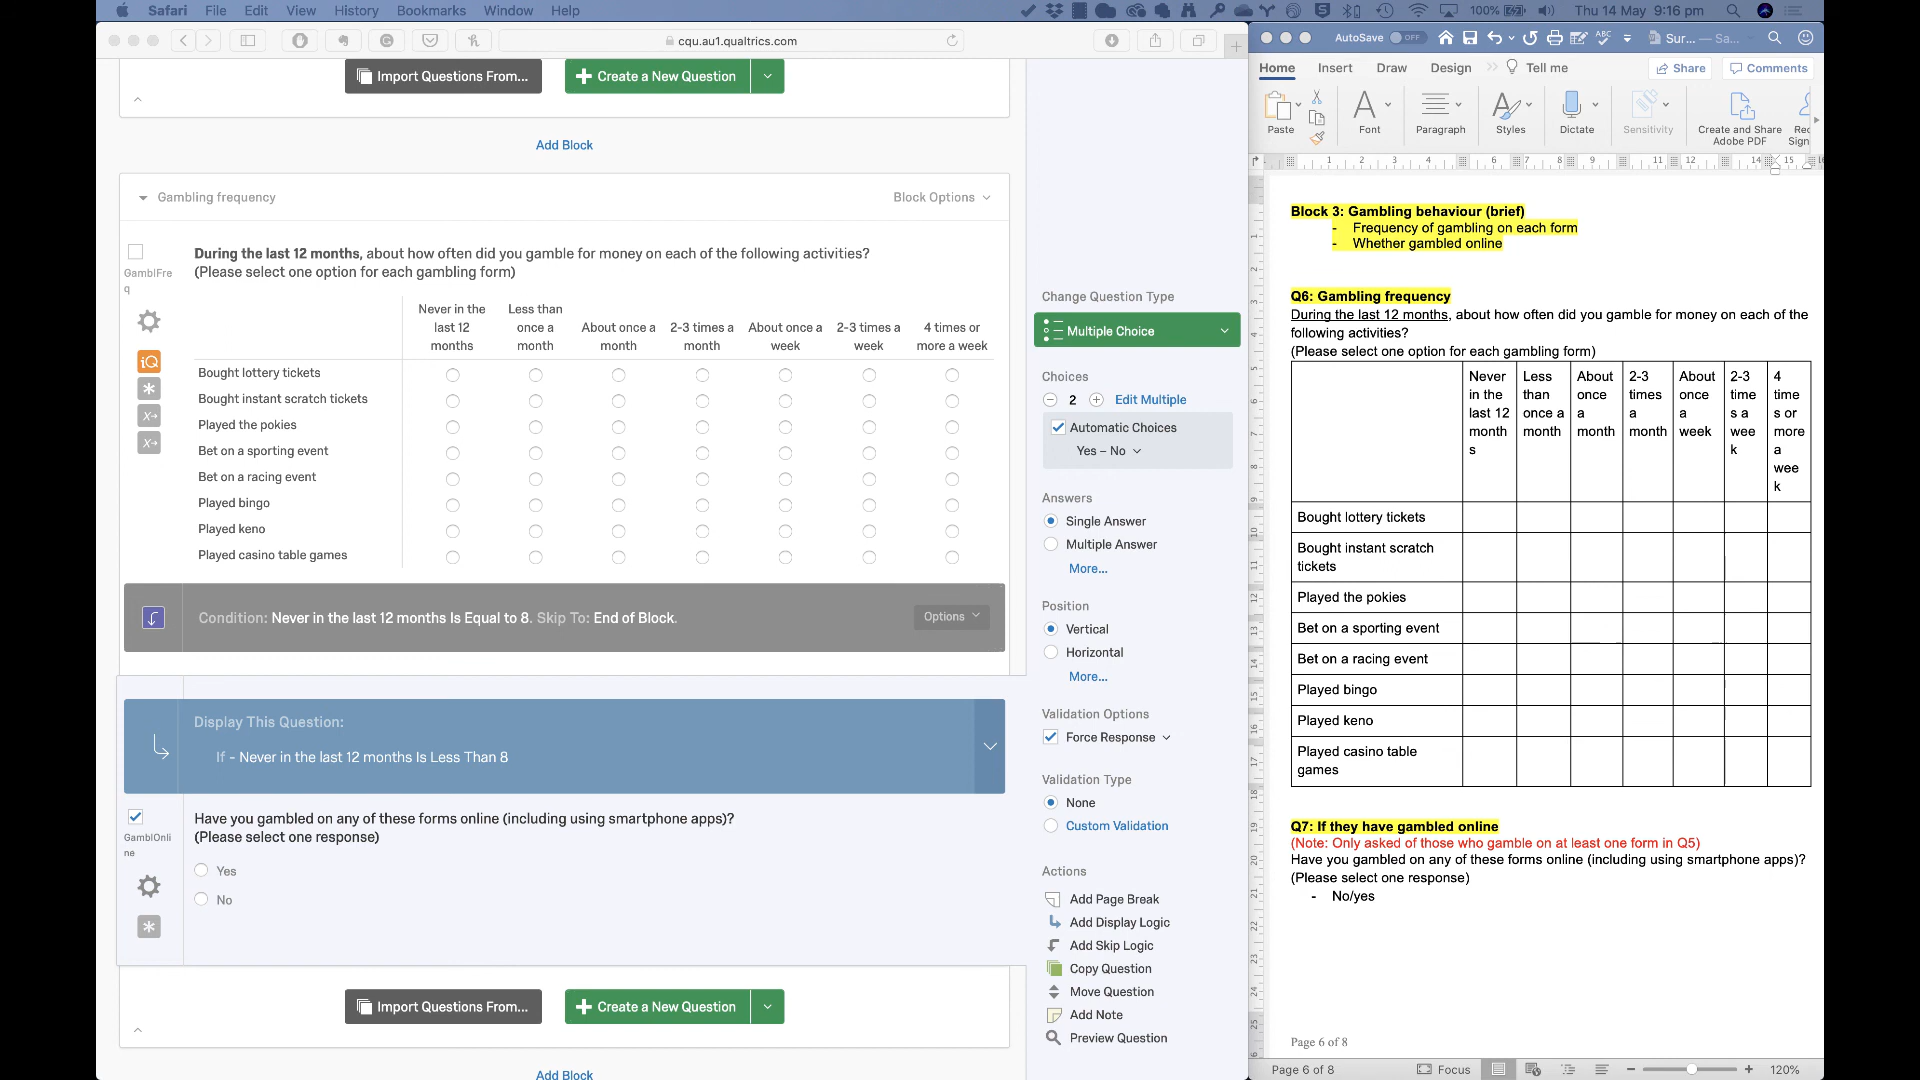 Safari File Edit View History Bookmarks Window Help
100% Thu 14 May 9:16 pm
cqu.au1.qualtrics.com
Import Questions From...
Create a New Question
Add Block
Gambling frequency
Block Options
GamblFre
q
During the last 12 months, about how often did you gamble for money on each of the following activities?
(Please select one option for each gambling form)
Never in the last 12 months
Less than once a month
About once a month
2-3 times a month
About once a week
2-3 times a week
4 times or more a week
iQ
Bought lottery tickets
Bought instant scratch tickets
Played the pokies
Bet on a sporting event
Bet on a racing event
Played bingo
Played keno
Played casino table games
Condition: Never in the last 12 months Is Equal to 8. Skip To: End of Block.
Options
Display This Question:
If - Never in the last 12 months Is Less Than 8
GamblOnli
ne
Have you gambled on any of these forms online (including using smartphone apps)?
(Please select one response)
Yes
No
Import Questions From...
Create a New Question
Add Block
Change Question Type
Multiple Choice
Choices
2 Edit Multiple
Automatic Choices
Yes – No
Answers
Single Answer
Multiple Answer
More...
Position
Vertical
Horizontal
More...
Validation Options
Force Response
Validation Type
None
Custom Validation
Actions
Add Page Break
Add Display Logic
Add Skip Logic
Copy Question
Move Question
Add Note
Preview Question
AutoSave OFF
Sur... — Sa...
Home Insert Draw Design Tell me
Share Comments
Paste
Font
Paragraph
Styles
Dictate
Sensitivity
Create and Share
Adobe PDF
Rec
Sign
Block 3: Gambling behaviour (brief)
- Frequency of gambling on each form
- Whether gambled online
Q6: Gambling frequency
During the last 12 months, about how often did you gamble for money on each of the
following activities?
(Please select one option for each gambling form)
Never in the last 12 month s
Less than once a month
About once a month
2-3 times a month
About once a week
2-3 time s a wee k
4 time s or more a wee k
Bought lottery tickets
Bought instant scratch
tickets
Played the pokies
Bet on a sporting event
Bet on a racing event
Played bingo
Played keno
Played casino table
games
Q7: If they have gambled online
(Note: Only asked of those who gamble on at least one form in Q5)
Have you gambled on any of these forms online (including using smartphone apps)?
(Please select one response)
- No/yes
Page 6 of 8
Page 6 of 8
Focus
120%